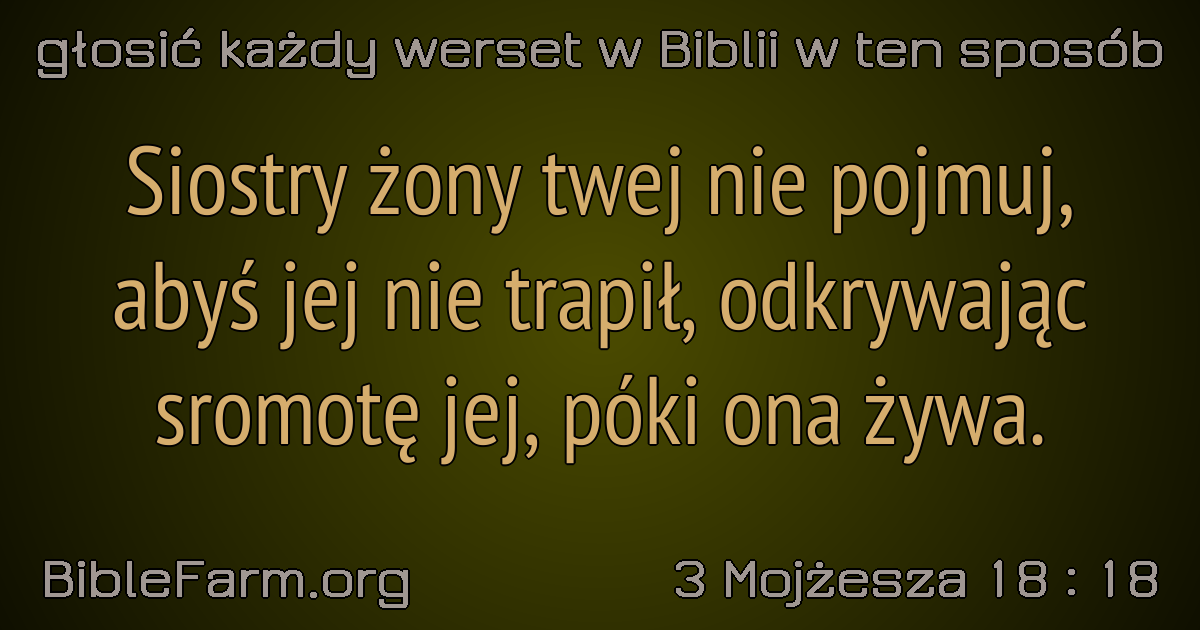 głosić każdy werset w Biblii w ten sposób
Siostry żony twej nie pojmuj,
abyś jej nie trapił, odkrywając
sromotę jej, póki ona żywa.
BibleFarm.org
3 Mojżesza 18 : 18